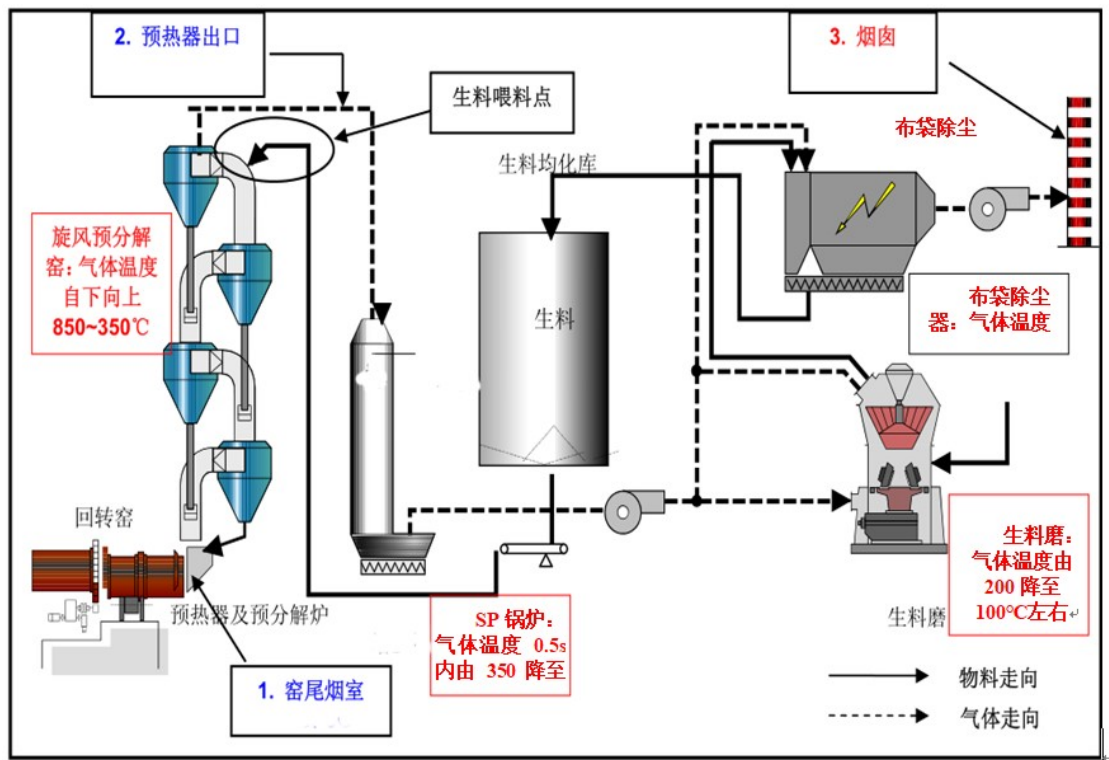 2. 预热器出口
3. 烟囱
生料喂料点
布袋除尘
生料均化库
旋风预分解
窑:气体温度
自下向上
850~350℃
生料
布袋除尘
器:气体温度
回转窑
预热器及预分解炉
SP 锅炉:
气体温度 0.5s
内由 350 降至
生料磨
生料磨:
气体温度由
200 降至
100℃左右
1. 窑尾烟室
物料走向
气体走向